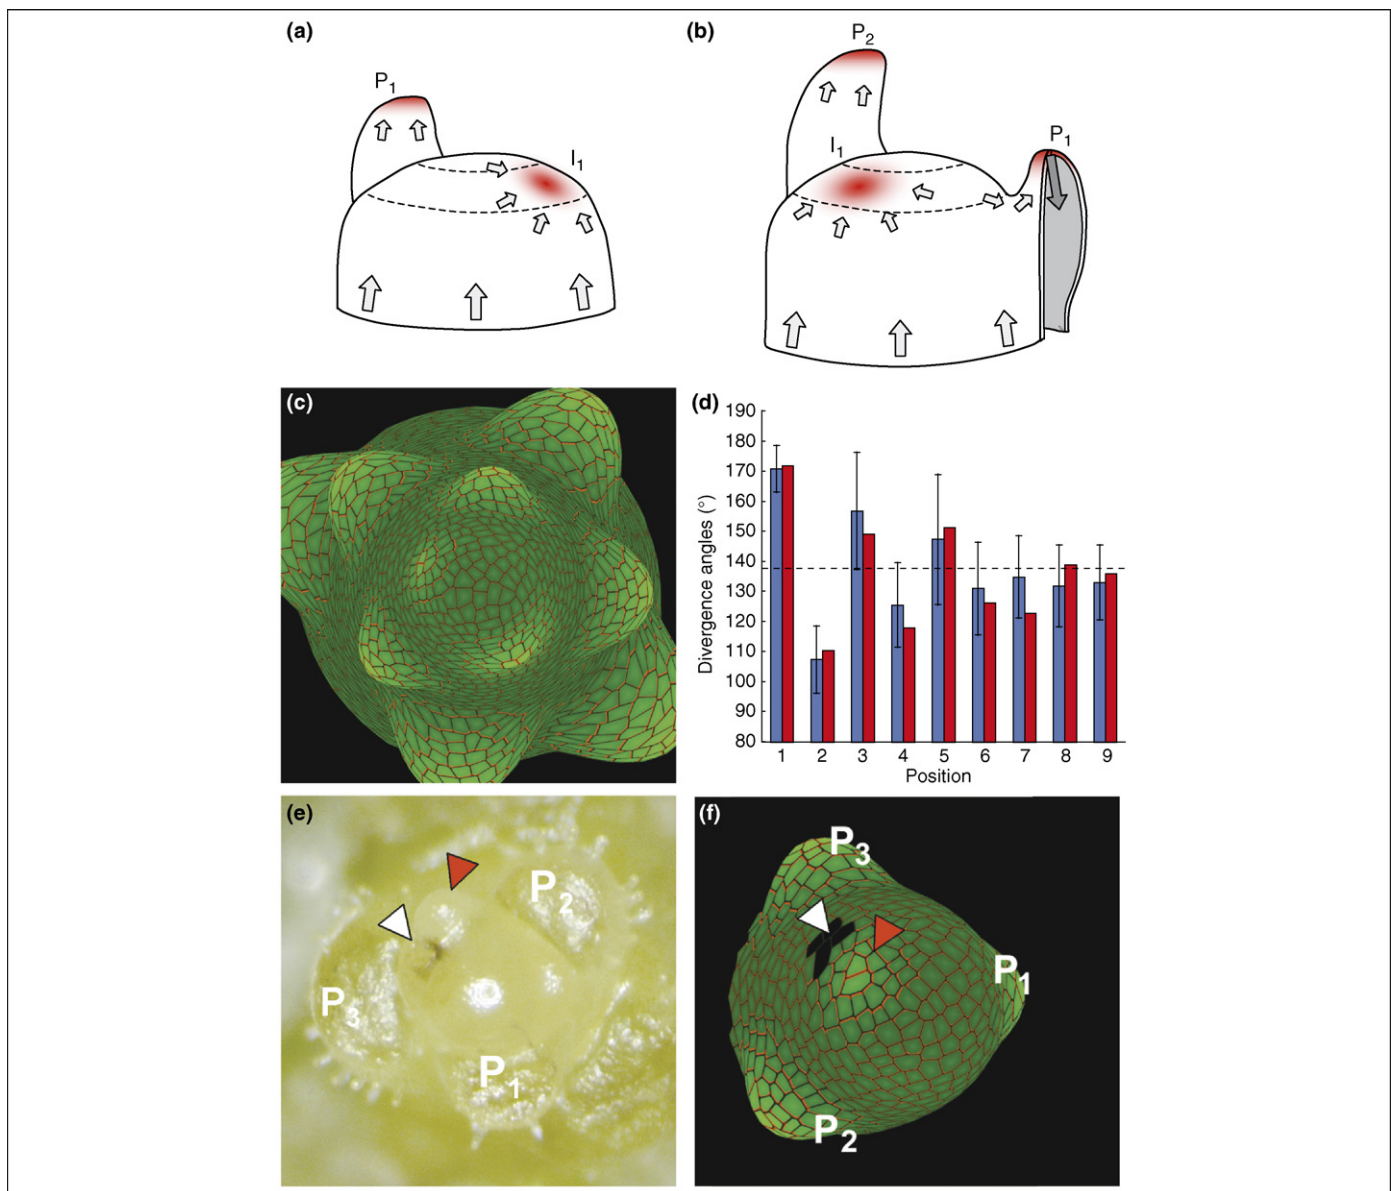 (a)
P1
I1
(b)
P2
I1
P1
(c)
(d)
190
180
170
160
150
140
130
120
110
100
90
80
Divergence angles (°)
1 2 3 4 5 6 7 8 9
Position
(e)
P2
P3
P1
(f)
P3
P1
P2